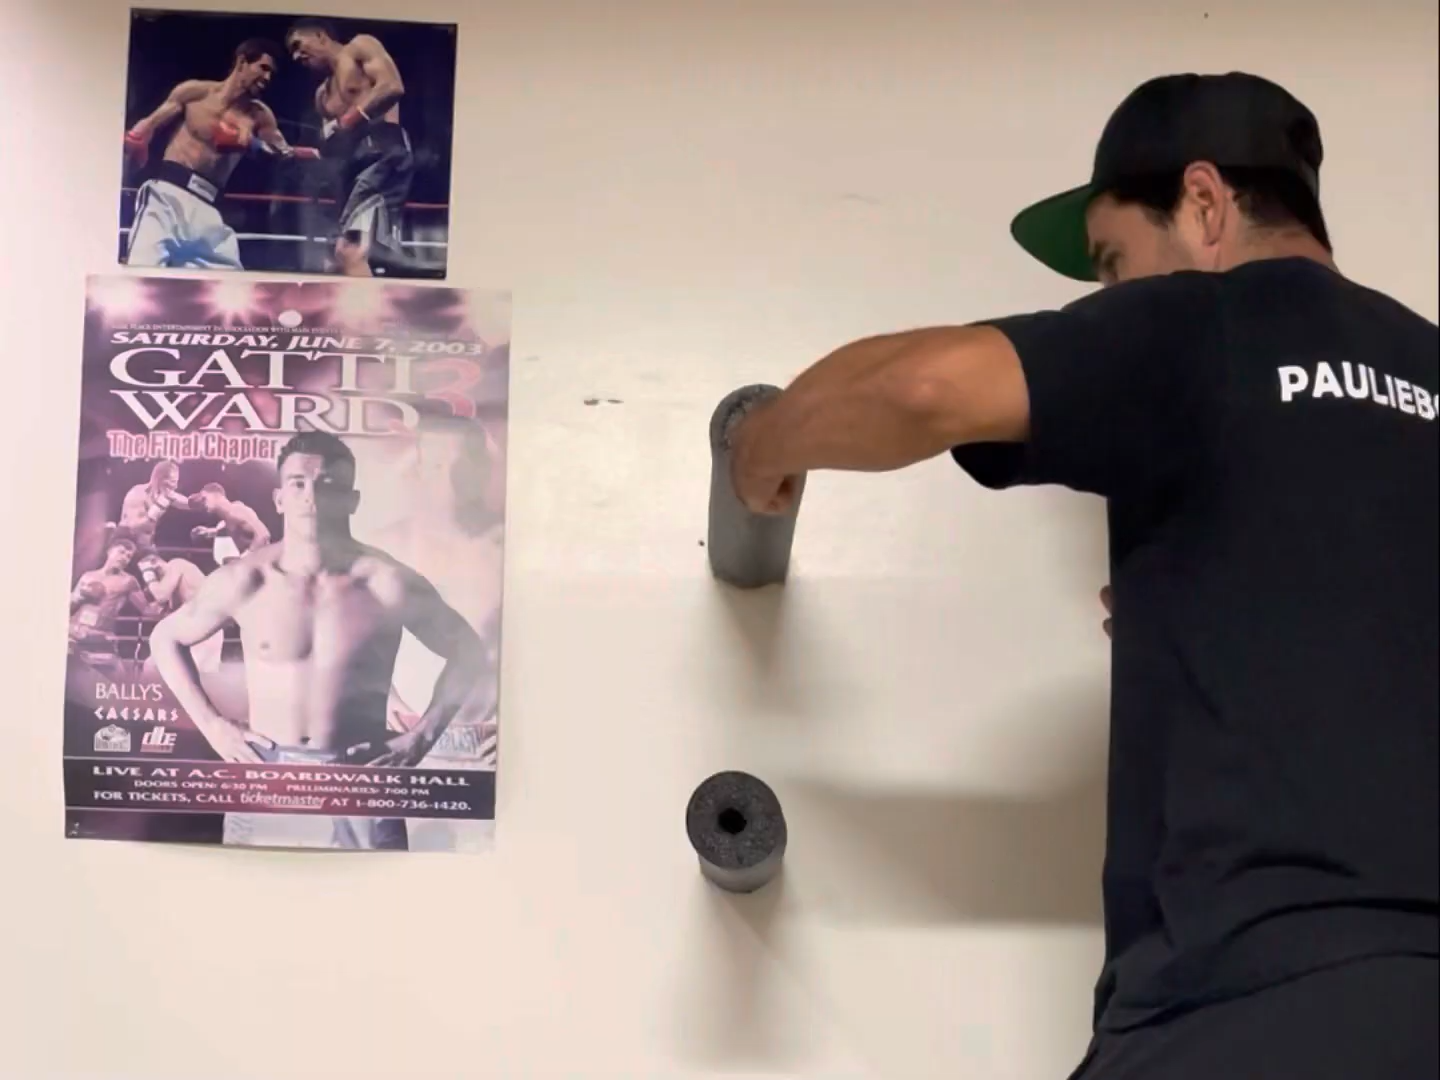 SATURDAY, JUNE 7, 2003
GATTI 3
WARD
The Final Chapter
BALLY'S
CAESARS
LIVE AT A.C. BOARDWALK HALL
DOORS OPEN: 6:30 PM PRELIMINARIES: 7:00 PM
FOR TICKETS, CALL ticketmaster AT 1-800-736-1420.
PAULIEB